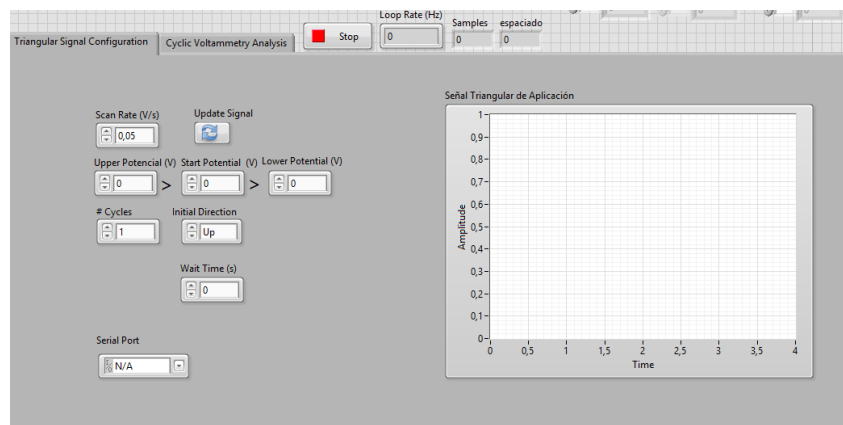 Loop Rate (Hz)
Samples espaciado
Triangular Signal Configuration Cyclic Voltammetry Analysis Stop 0 0 0
Señal Triangular de Aplicación
Scan Rate (V/s) Update Signal
0,05
Upper Potencial (V) Start Potential (V) Lower Potential (V)
0 > 0 > 0
# Cycles Initial Direction
1 Up
Wait Time (s)
0
Serial Port
N/A
Amplitude
1
0,9
0,8
0,7
0,6
0,5
0,4
0,3
0,2
0,1
0
0 0,5 1 1,5 2 2,5 3 3,5 4
Time